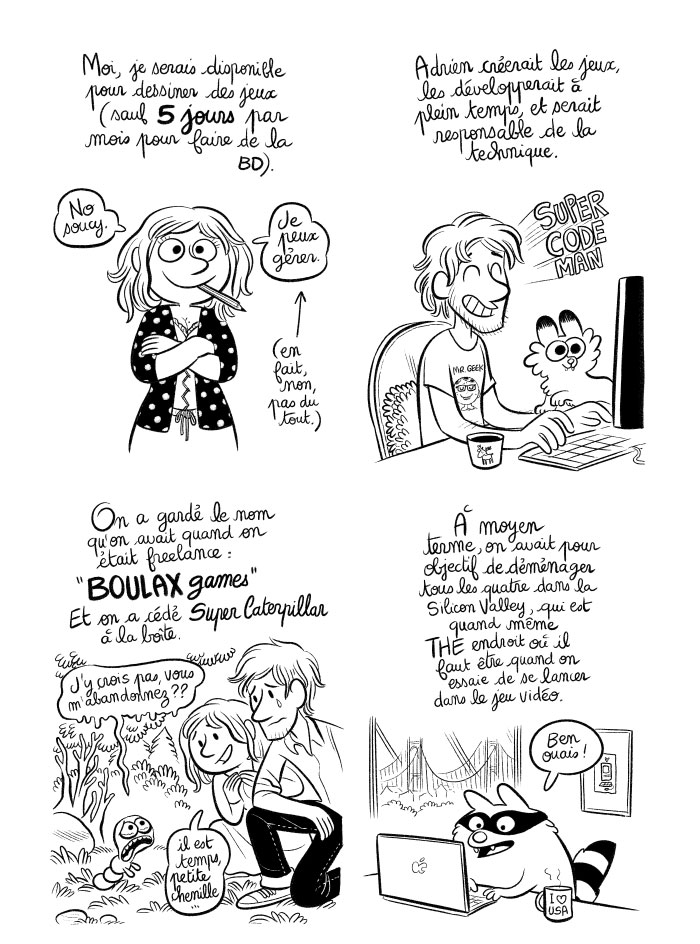 Moi, je serais disponible
pour dessiner des jeux
(sauf 5 jours par
mois pour faire de la
BD).
No
soucy.
Je
peux
gérer.
(en
fait,
non,
pas du
tout.)
Adrien créerait les jeux,
les développerait à
plein temps, et serait
responsable de la
technique.
SUPER
CODE
MAN
MR. GEEK
On a gardé le nom
qu'on avait quand on
était freelance :
"BOULAX games"
Et on a cédé Super Caterpillar
à la boîte.
J'y crois pas, vous
m'abandonnez ??
il est
temps,
petite
chenille
À moyen
terme, on avait pour
objectif de déménager
tous les quatre dans la
Silicon Valley, qui est
quand même
THE endroit où il
faut être quand on
essaie de se lancer
dans le jeu vidéo.
Ben
ouais !
I ♡
USA